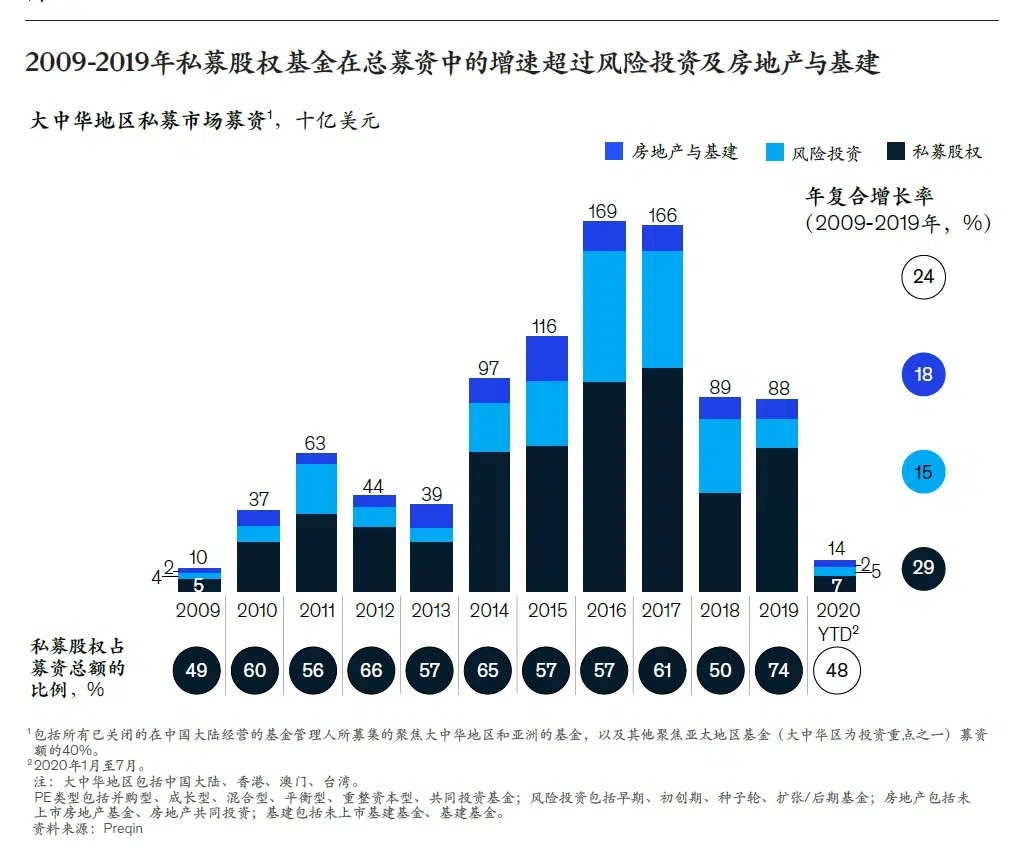 2009-2019年私募股权基金在总募资中的增速超过风险投资及房地产与基建
大中华地区私募市场募资1，十亿美元
房地产与基建 风险投资 私募股权
年复合增长率
（2009-2019年，%）
24
18
15
29
10 37 63 44 39 97 116 169 166 89 88 14
2
4
5
2
5
7
2009 2010 2011 2012 2013 2014 2015 2016 2017 2018 2019 2020
YTD2
私募股权占
募资总额的
比例，%
49 60 56 66 57 65 57 57 61 50 74 48
1包括所有已关闭的在中国大陆经营的基金管理人所募集的聚焦大中华地区和亚洲的基金，以及其他聚焦亚太地区基金（大中华区为投资重点之一）募资
额的40%。
22020年1月至7月。
注：大中华地区包括中国大陆、香港、澳门、台湾。
PE类型包括并购型、成长型、混合型、平衡型、重整资本型、共同投资基金；风险投资包括早期、初创期、种子轮、扩张/后期基金；房地产包括未
上市房地产基金、房地产共同投资；基建包括未上市基建基金、基建基金。
资料来源：Preqin